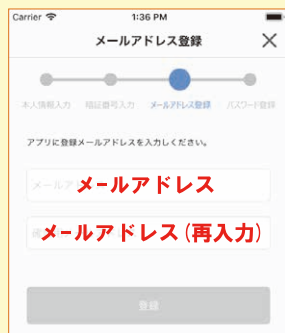 Carrier 1:36 PM
メールアドレス登録
本人情報入力 暗証番号入力 メールアドレス登録 パスワード登録
アプリに登録メールアドレスを入力ください。
メールアドレス
メールアドレス(再入力)
登録